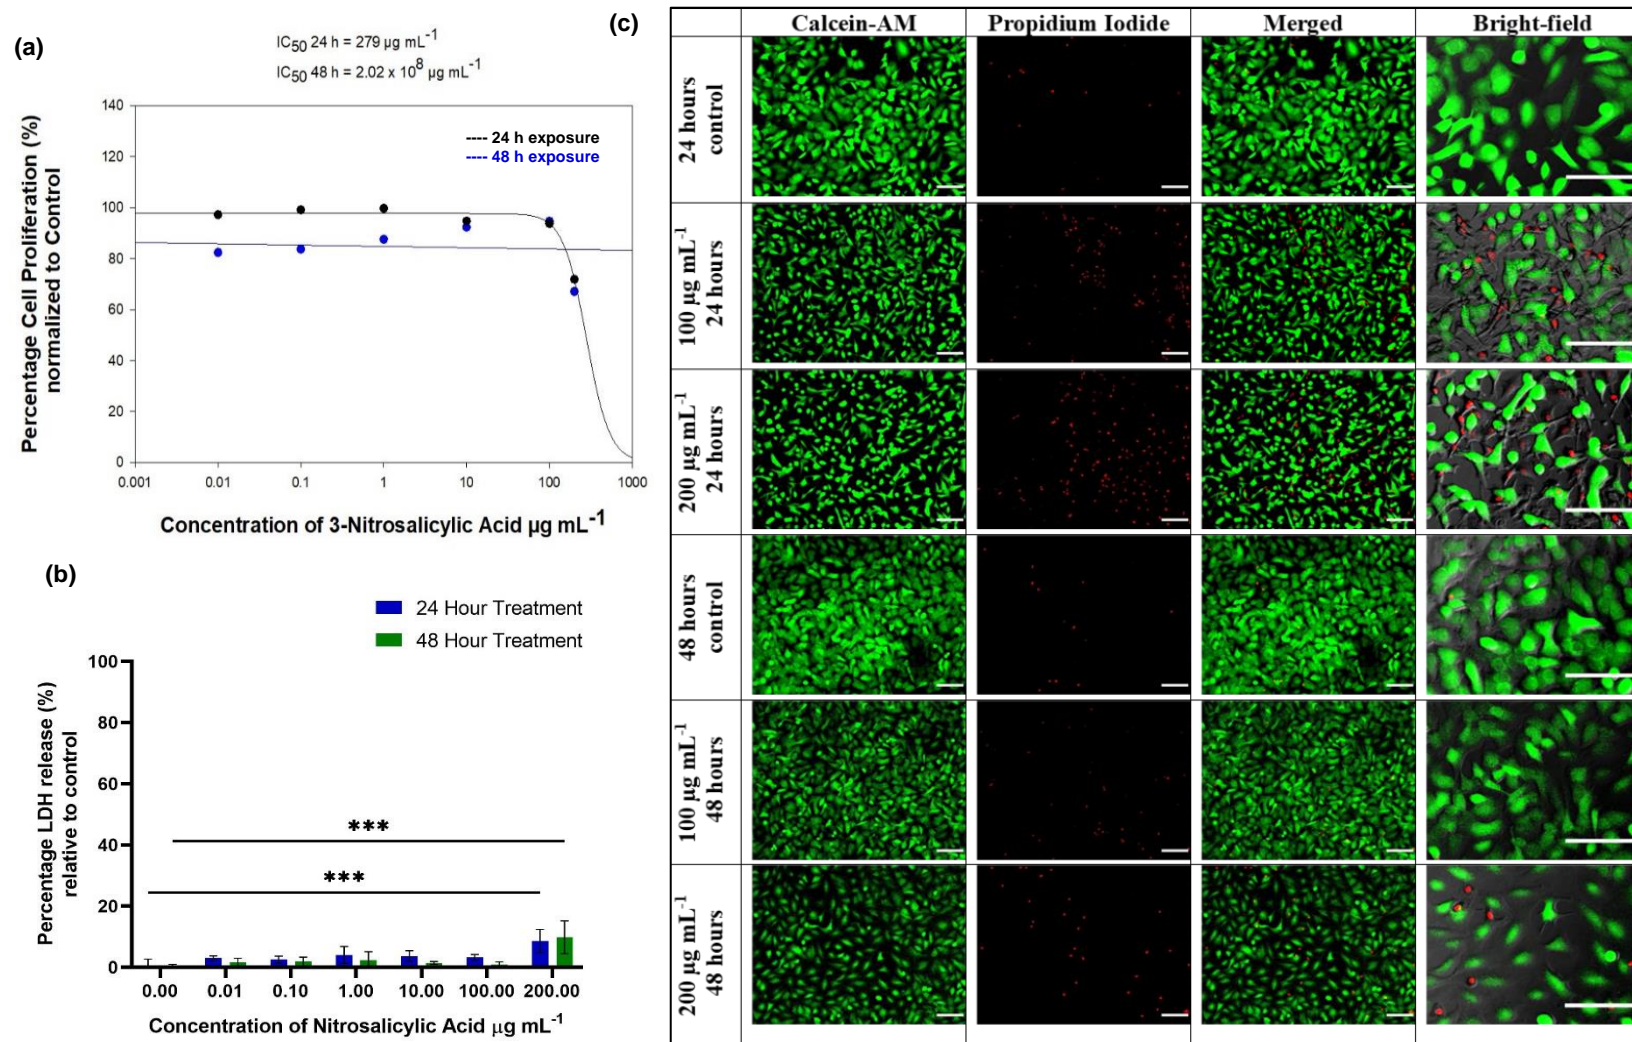 (a)
IC50 24 h = 279 µg mL-1
IC50 48 h = 2.02 x 10^8 µg mL-1
140
120
100
80
60
40
20
0
---- 24 h exposure
---- 48 h exposure
0.001 0.01 0.1 1 10 100 1000
Percentage Cell Proliferation (%)
normalized to Control
Concentration of 3-Nitrosalicylic Acid µg mL-1
(b)
24 Hour Treatment
48 Hour Treatment
100
80
60
40
20
0
***
***
0.00 0.01 0.10 1.00 10.00 100.00 200.00
Percentage LDH release (%)
relative to control
Concentration of Nitrosalicylic Acid µg mL-1
(c)
Calcein-AM Propidium Iodide Merged Bright-field
24 hours
control
100 µg mL-1
24 hours
200 µg mL-1
24 hours
48 hours
control
100 µg mL-1
48 hours
200 µg mL-1
48 hours